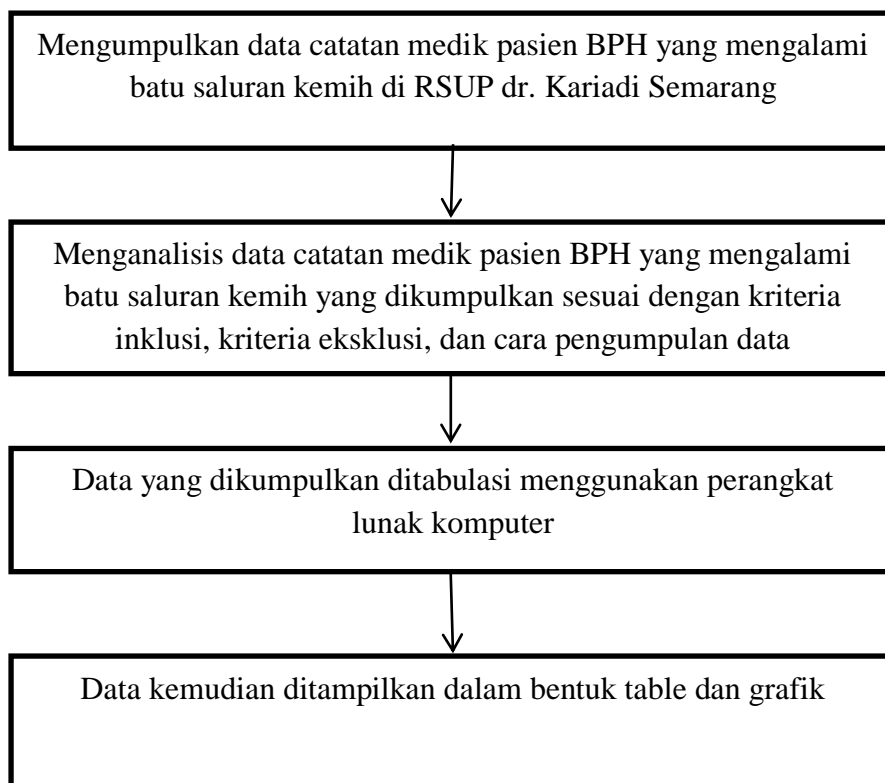 Mengumpulkan data catatan medik pasien BPH yang mengalami
batu saluran kemih di RSUP dr. Kariadi Semarang
Menganalisis data catatan medik pasien BPH yang mengalami
batu saluran kemih yang dikumpulkan sesuai dengan kriteria
inklusi, kriteria eksklusi, dan cara pengumpulan data
Data yang dikumpulkan ditabulasi menggunakan perangkat
lunak komputer
Data kemudian ditampilkan dalam bentuk table dan grafik